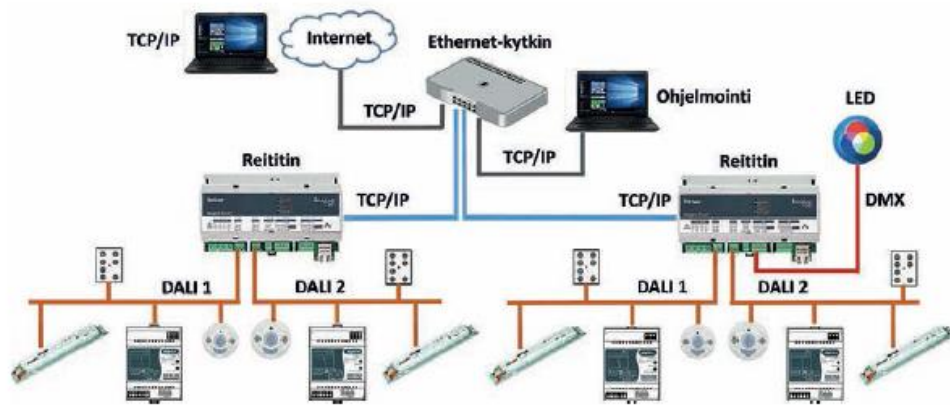 TCP/IP
Internet
Ethernet-kytkin
Ohjelmointi
LED
TCP/IP
TCP/IP
Reititin
Reititin
TCP/IP
TCP/IP
DMX
DALI 1
DALI 2
DALI 1
DALI 2